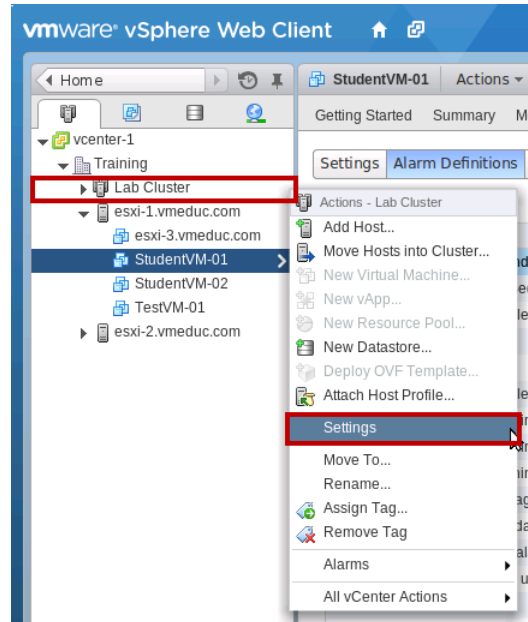 vmware® vSphere Web Client
Home
StudentVM-01 Actions
Getting Started Summary M
vcenter-1
Training
Settings Alarm Definitions
Lab Cluster
esxi-1.vmeduc.com
esxi-3.vmeduc.com
StudentVM-01
StudentVM-02
TestVM-01
esxi-2.vmeduc.com
Actions - Lab Cluster
Add Host...
Move Hosts into Cluster...
New Virtual Machine...
New vApp...
New Resource Pool...
New Datastore...
Deploy OVF Template...
Attach Host Profile...
Settings
Move To...
Rename...
Assign Tag...
Remove Tag
Alarms
All vCenter Actions